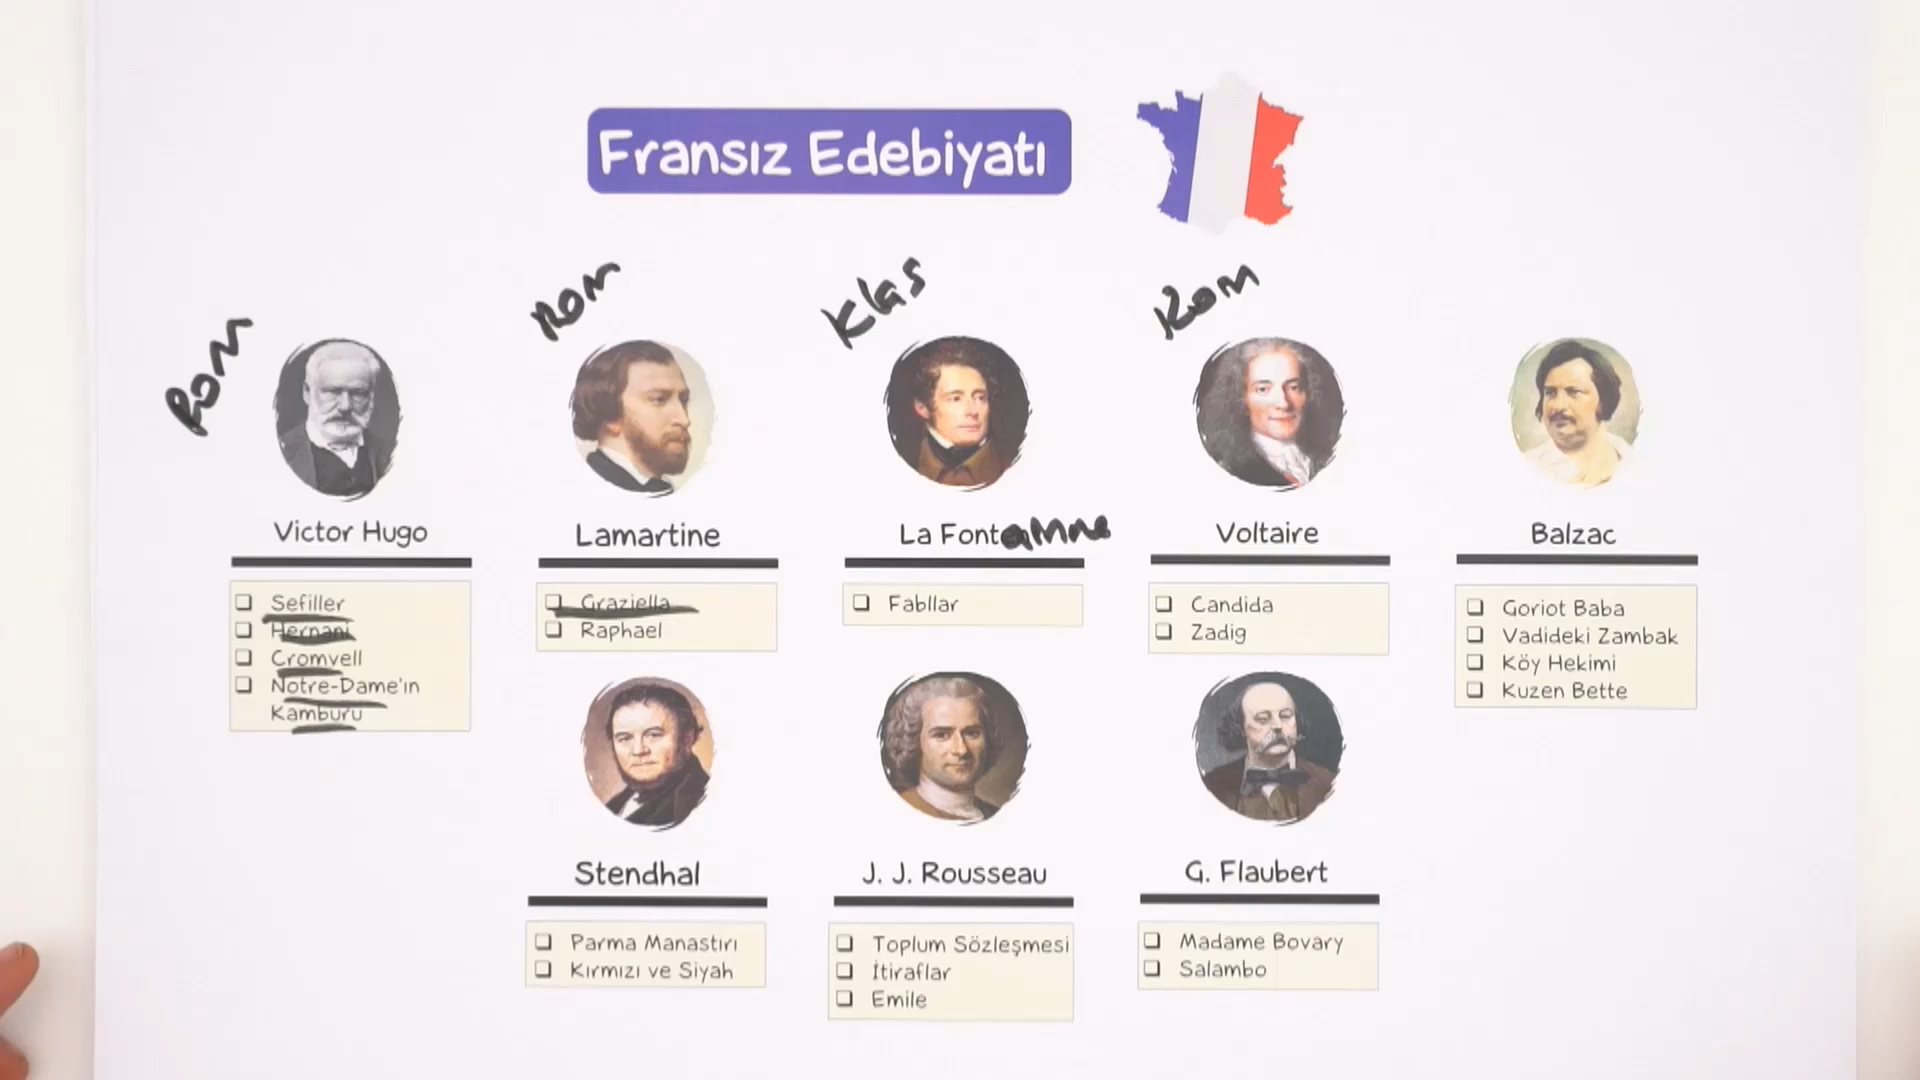 Fransız Edebiyatı
Rom
Rom
Klas
Rom
Victor Hugo
Sefiller
Hernani
Cromvell
Notre-Dame'ın
Kamburu
Lamartine
Graziella
Raphael
La Fontaine
Fabllar
Voltaire
Candida
Zadig
Balzac
Goriot Baba
Vadideki Zambak
Köy Hekimi
Kuzen Bette
Stendhal
Parma Manastırı
Kırmızı ve Siyah
J. J. Rousseau
Toplum Sözleşmesi
İtiraflar
Emile
G. Flaubert
Madame Bovary
Salambo